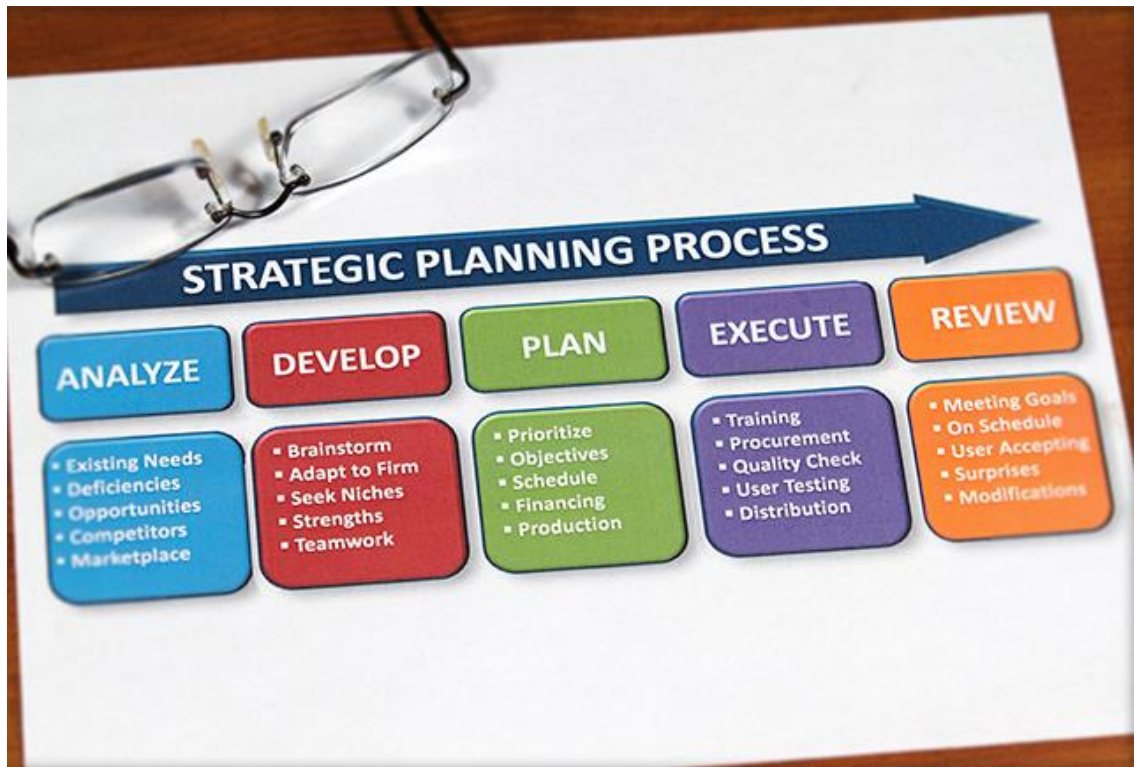 STRATEGIC PLANNING PROCESS
ANALYZE
▪ Existing Needs
▪ Deficiencies
▪ Opportunities
▪ Competitors
▪ Marketplace
DEVELOP
▪ Brainstorm
▪ Adapt to Firm
▪ Seek Niches
▪ Strengths
▪ Teamwork
PLAN
▪ Prioritize
▪ Objectives
▪ Schedule
▪ Financing
▪ Production
EXECUTE
▪ Training
▪ Procurement
▪ Quality Check
▪ User Testing
▪ Distribution
REVIEW
▪ Meeting Goals
▪ On Schedule
▪ User Accepting
▪ Surprises
▪ Modifications